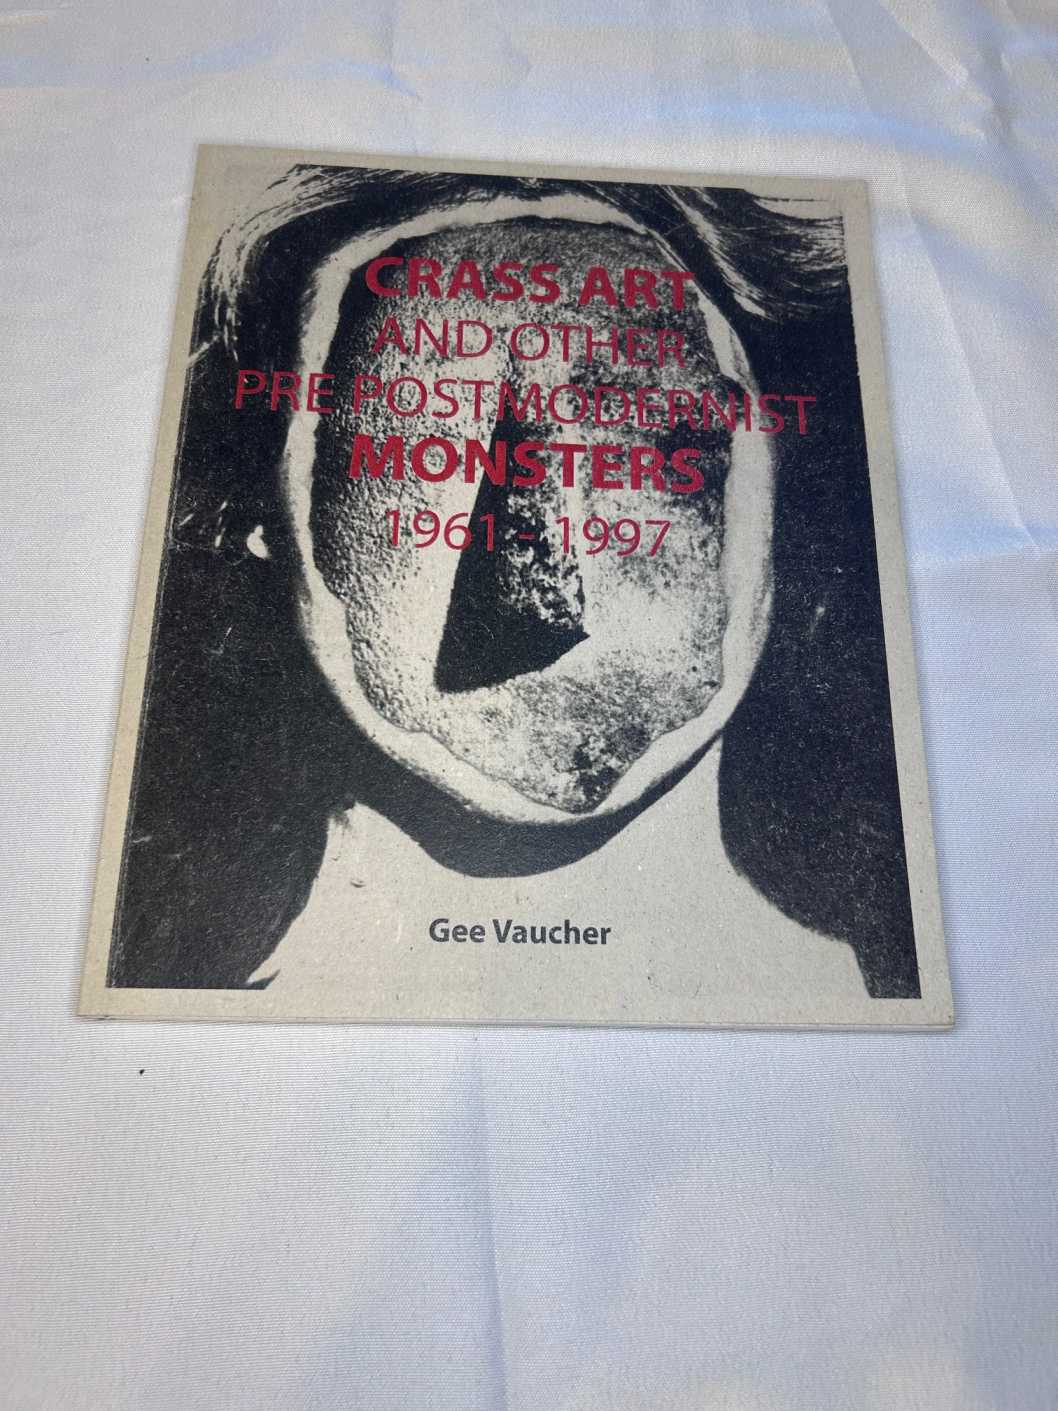 CRASS ART
AND OTHER
PRE POSTMODERNIST
MONSTERS
1961 - 1997
Gee Vaucher